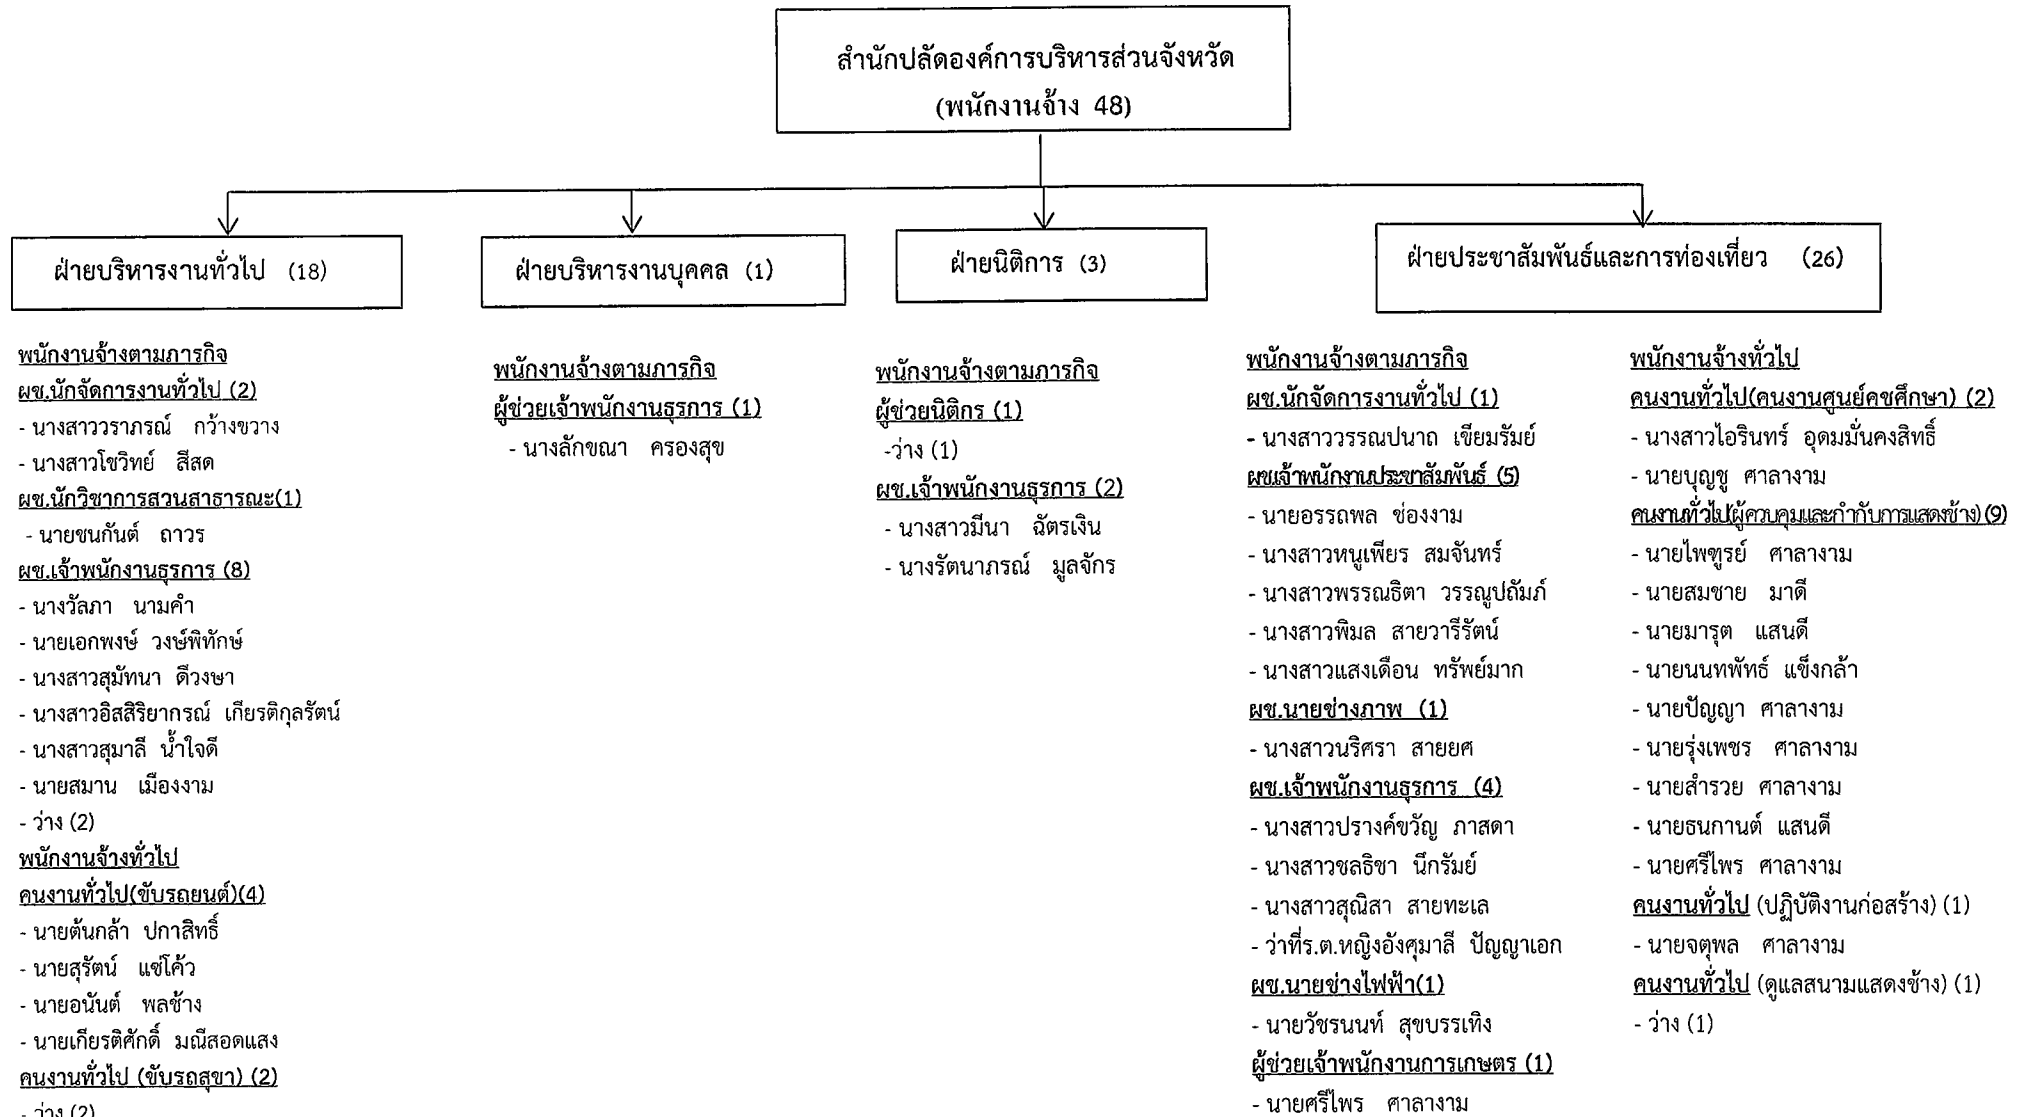 สำนักปลัดองค์การบริหารส่วนจังหวัด
(พนักงานจ้าง 48)
ฝ่ายบริหารงานทั่วไป (18)
พนักงานจ้างตามภารกิจ
ผช.นักจัดการงานทั่วไป (2)
- นางสาววราภรณ์ กว้างขวาง
- นางสาวโชวิทย์ สีสด
ผช.นักวิชาการสวนสาธารณะ(1)
- นายชนกันต์ ถาวร
ผช.เจ้าพนักงานธุรการ (8)
- นางวัลภา นามคำ
- นายเอกพงษ์ วงษ์พิทักษ์
- นางสาวสุมัทนา ดีวงษา
- นางสาวอิสสิริยาภรณ์ เกียรติกุลรัตน์
- นางสาวสุมาลี น้ำใจดี
- นายสมาน เมืองงาม
- ว่าง (2)
พนักงานจ้างทั่วไป
คนงานทั่วไป(ขับรถยนต์)(4)
- นายต้นกล้า ปกาสิทธิ์
- นายสุรัตน์ แซ่โค้ว
- นายอนันต์ พลช้าง
- นายเกียรติศักดิ์ มณีสอดแสง
คนงานทั่วไป (ขับรถสุขา) (2)
- ว่าง (2)
ฝ่ายบริหารงานบุคคล (1)
พนักงานจ้างตามภารกิจ
ผู้ช่วยเจ้าพนักงานธุรการ (1)
- นางลักขณา ครองสุข
ฝ่ายนิติการ (3)
พนักงานจ้างตามภารกิจ
ผู้ช่วยนิติกร (1)
-ว่าง (1)
ผช.เจ้าพนักงานธุรการ (2)
- นางสาวมีนา ฉัตรเงิน
- นางรัตนาภรณ์ มูลจักร
ฝ่ายประชาสัมพันธ์และการท่องเที่ยว (26)
พนักงานจ้างตามภารกิจ
ผช.นักจัดการงานทั่วไป (1)
- นางสาววรรณปนาถ เขียมรัมย์
ผช.เจ้าพนักงานประชาสัมพันธ์ (5)
- นายอรรถพล ช่องงาม
- นางสาวหนูเพียร สมจันทร์
- นางสาวพรรณธิตา วรรณูปถัมภ์
- นางสาวพิมล สายวารีรัตน์
- นางสาวแสงเดือน ทรัพย์มาก
ผช.นายช่างภาพ (1)
- นางสาวนริศรา สายยศ
ผช.เจ้าพนักงานธุรการ (4)
- นางสาวปรางค์ขวัญ ภาสดา
- นางสาวชลธิชา นึกรัมย์
- นางสาวสุณิสา สายทะเล
- ว่าที่ร.ต.หญิงอังศุมาลี ปัญญาเอก
ผช.นายช่างไฟฟ้า(1)
- นายวัชรนนท์ สุขบรรเทิง
ผู้ช่วยเจ้าพนักงานการเกษตร (1)
- นายศรีไพร ศาลางาม
พนักงานจ้างทั่วไป
คนงานทั่วไป(คนงานศูนย์คชศึกษา) (2)
- นางสาวไอรินทร์ อุดมมั่นคงสิทธิ์
- นายบุญชู ศาลางาม
คนงานทั่วไป(ผู้ควบคุมและกำกับการแสดงช้าง) (9)
- นายไพฑูรย์ ศาลางาม
- นายสมชาย มาดี
- นายมารุต แสนดี
- นายนนทพัทธ์ แข็งกล้า
- นายปัญญา ศาลางาม
- นายรุ่งเพชร ศาลางาม
- นายสำรวย ศาลางาม
- นายธนกานต์ แสนดี
- นายศรีไพร ศาลางาม
คนงานทั่วไป (ปฏิบัติงานก่อสร้าง) (1)
- นายจตุพล ศาลางาม
คนงานทั่วไป (ดูแลสนามแสดงช้าง) (1)
- ว่าง (1)